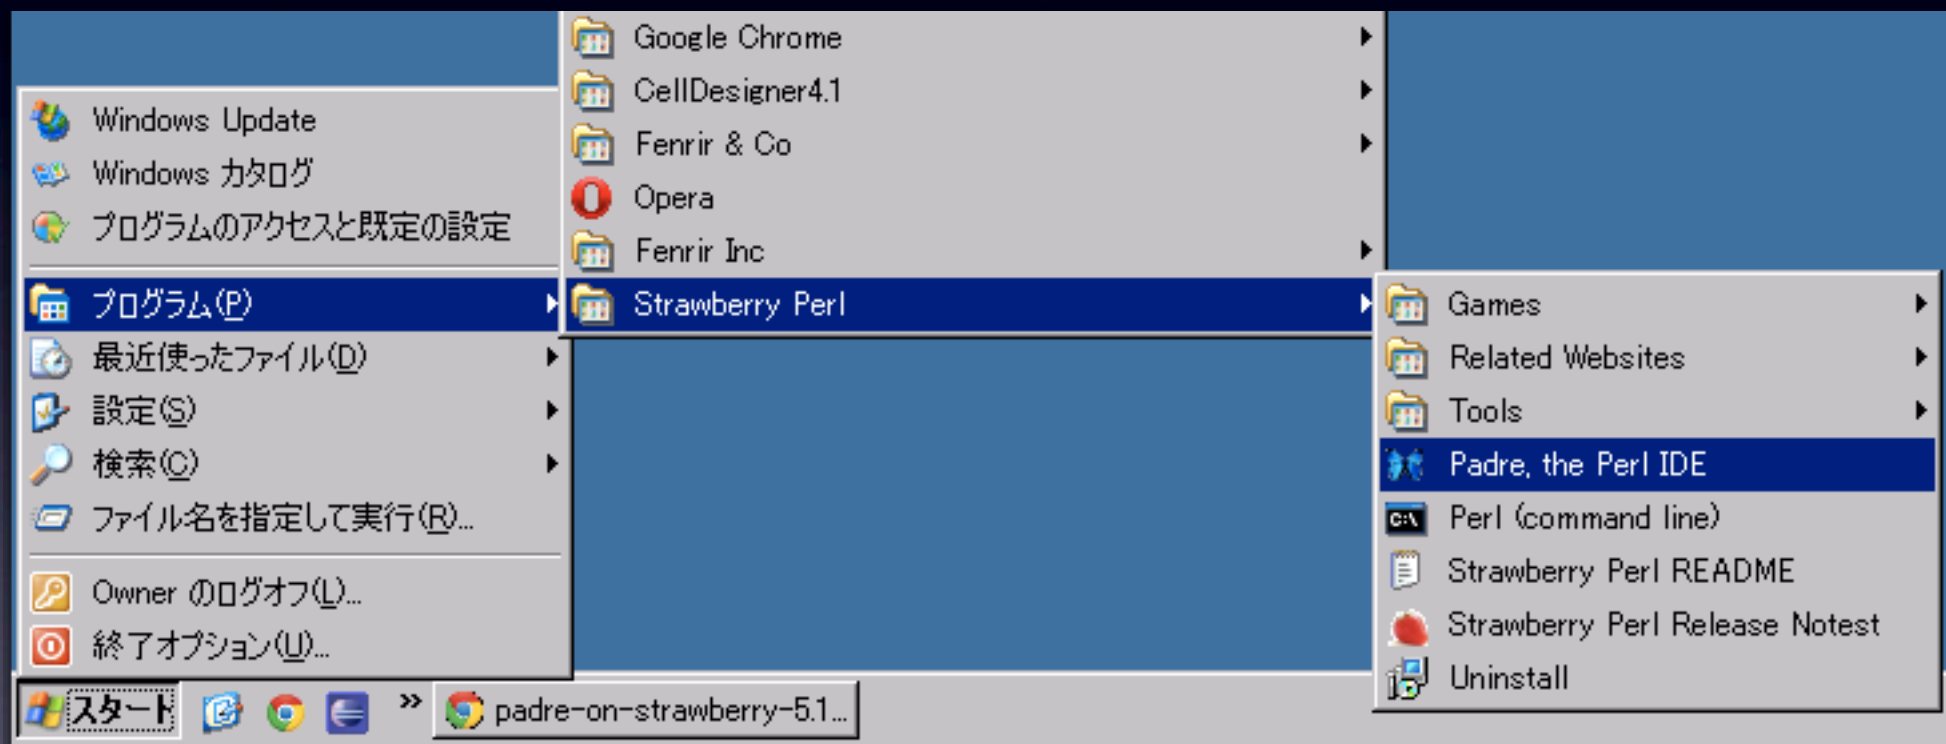 Google Chrome
CellDesigner4.1
Fenrir & Co
Opera
Fenrir Inc
Strawberry Perl
Windows Update
Windows カタログ
プログラムのアクセスと既定の設定
プログラム(P)
最近使ったファイル(D)
設定(S)
検索(C)
ファイル名を指定して実行(R)...
Owner のログオフ(L)...
終了オプション(U)...
Games
Related Websites
Tools
Padre, the Perl IDE
C:\
Perl (command line)
Strawberry Perl README
Strawberry Perl Release Notest
Uninstall
スタート
»
padre-on-strawberry-5.1...